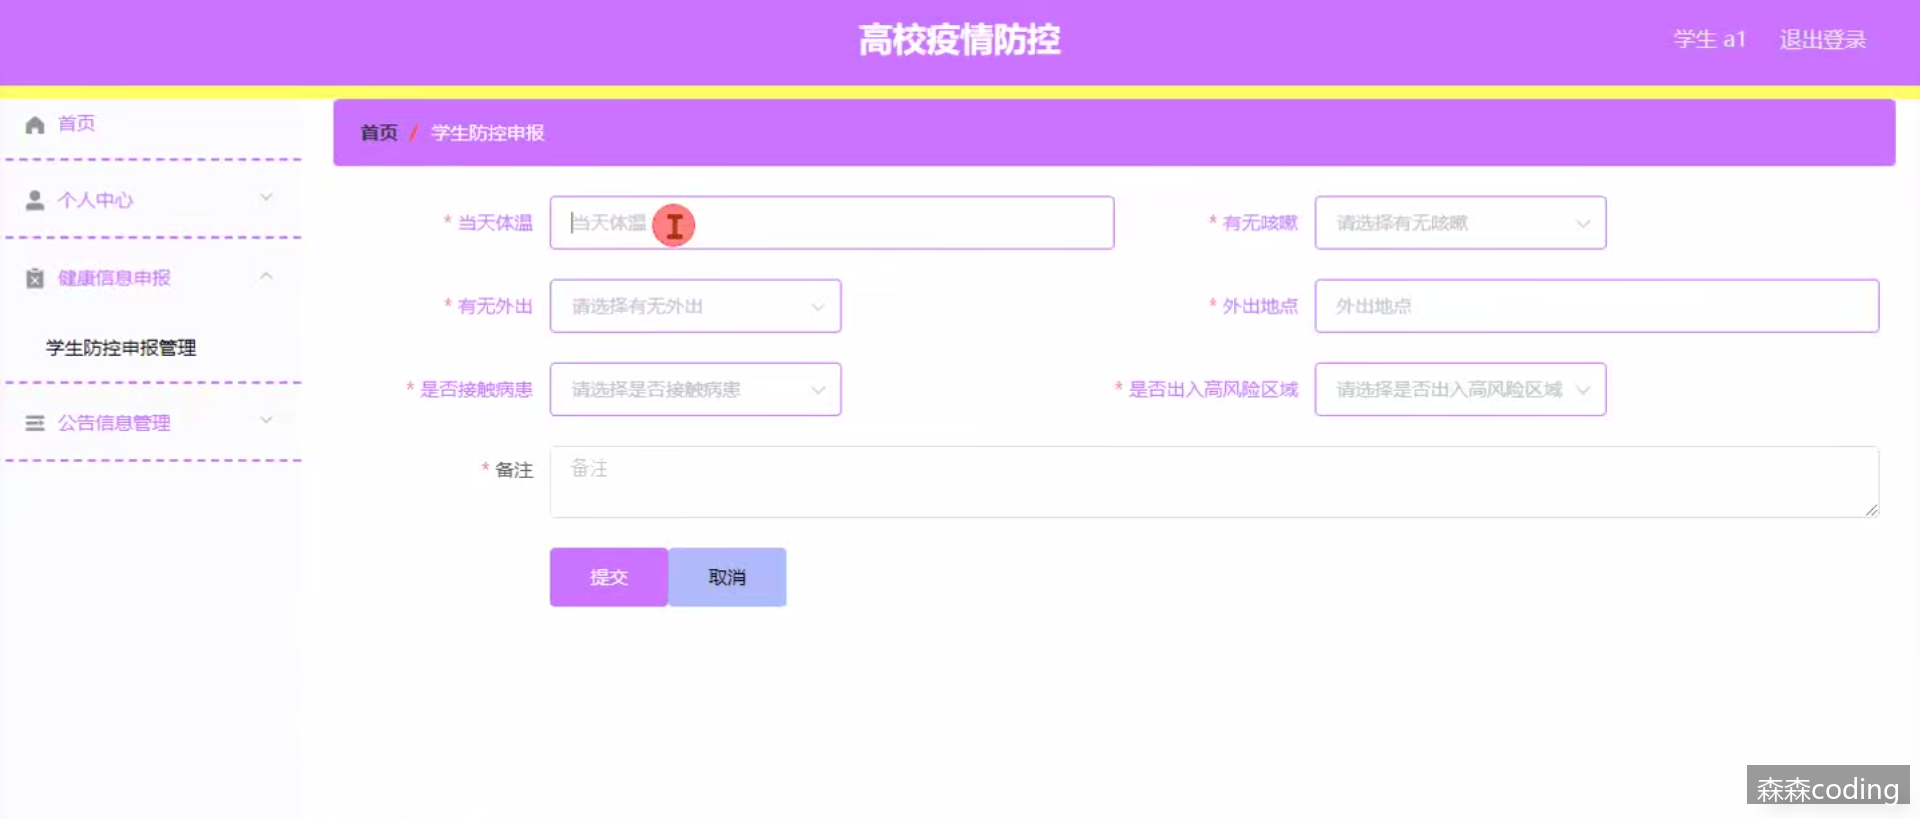 高校疫情防控
学生 a1 退出登录
首页
个人中心
健康信息申报
学生防控申报管理
公告信息管理
首页 / 学生防控申报
* 当天体温 当天体温 * 有无咳嗽 请选择有无咳嗽
* 有无外出 请选择有无外出 * 外出地点 外出地点
* 是否接触病患 请选择是否接触病患 * 是否出入高风险区域 请选择是否出入高风险区域
* 备注 备注
提交 取消
森森coding